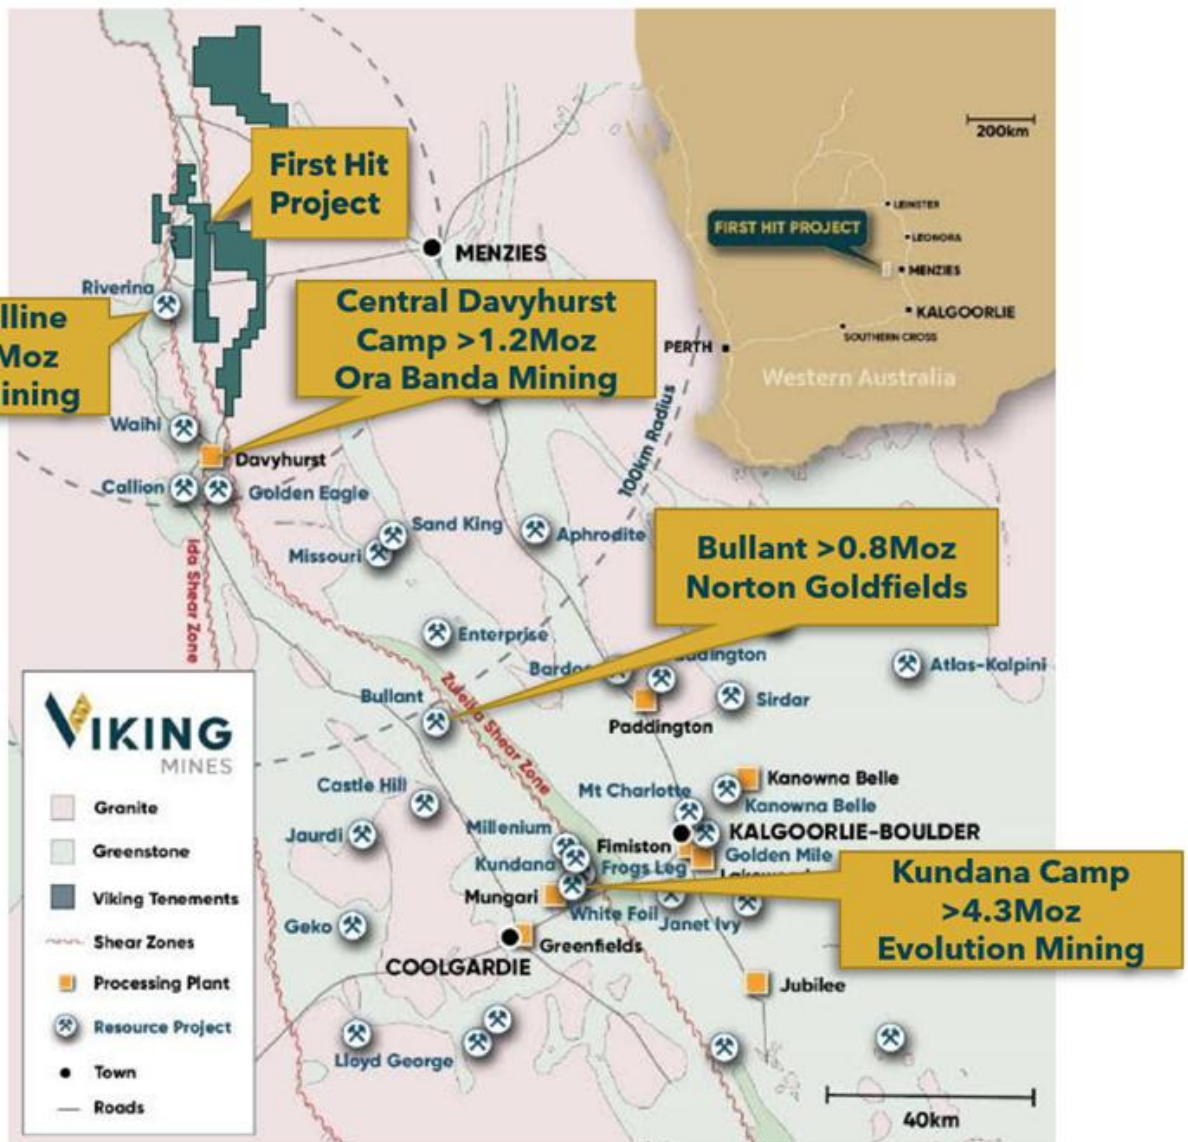 First Hit
Project
200km
LEINSTER
FIRST HIT PROJECT
LEONORA
MENZIES
KALGOORLIE
SOUTHERN CROSS
PERTH
Western Australia
MENZIES
Riverina
lline
Moz
ining
Central Davyhurst
Camp >1.2Moz
Ora Banda Mining
100km Radius
Waihi
Davyhurst
Callion
Golden Eagle
Sand King
Missouri
Aphrodite
Ida Shear Zone
Bullant >0.8Moz
Norton Goldfields
Enterprise
Bardoc
addington
Atlas-Kalpini
Bullant
Zuleika Shear Zone
Sirdar
Paddington
Castle Hill
Mt Charlotte
Kanowna Belle
Kanowna Belle
Jaurdi
Millenium
Fimiston
KALGOORLIE-BOULDER
Kundana
Frogs Leg
Golden Mile
Mungari
White Foil
Janet Ivy
Kundana Camp
>4.3Moz
Evolution Mining
Geko
Greenfields
COOLGARDIE
Jubilee
Lloyd George
40km
VIKING
MINES
Granite
Greenstone
Viking Tenements
Shear Zones
Processing Plant
Resource Project
Town
Roads